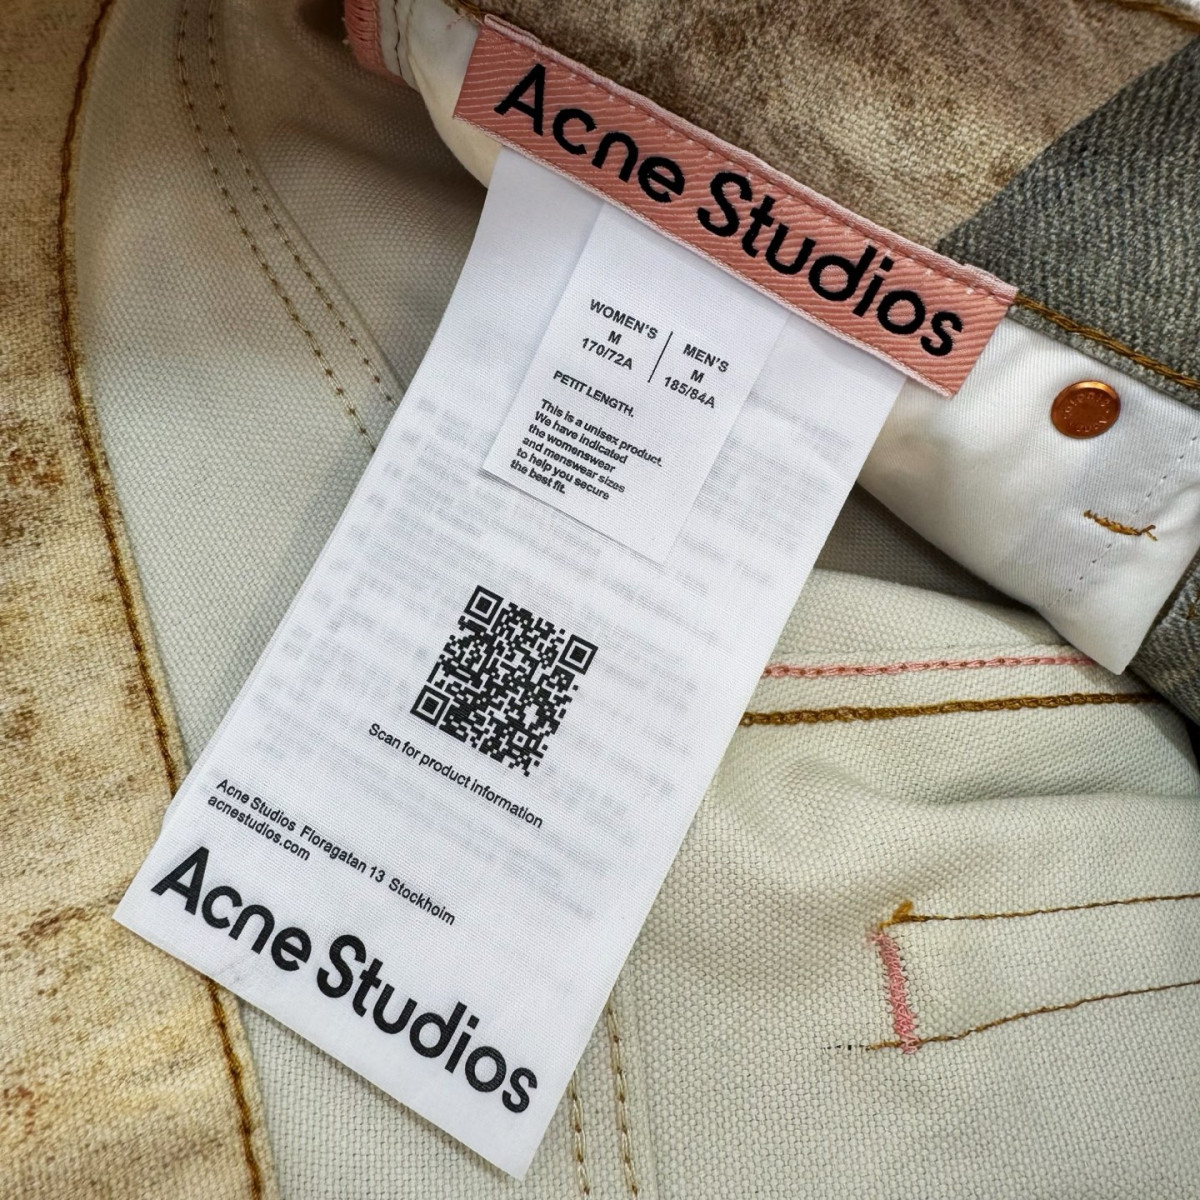 Acne Studios
WOMEN'S
M
170/72A
MEN'S
M
185/84A
PETIT LENGTH.
This is a unisex product.
We have indicated
the womenswear
and menswear sizes
to help you secure
the best fit.
Scan for product information
Acne Studios Floragatan 13 Stockholm
acnestudios.com
Acne Studios